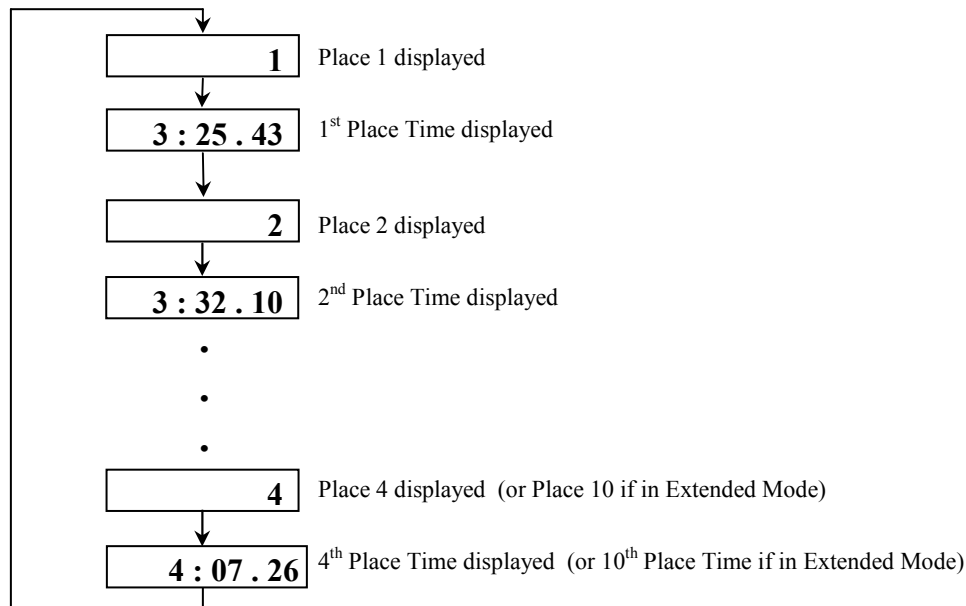 1 Place 1 displayed
3 : 25 . 43 1st Place Time displayed
2 Place 2 displayed
3 : 32 . 10 2nd Place Time displayed
4 Place 4 displayed (or Place 10 if in Extended Mode)
4 : 07 . 26 4th Place Time displayed (or 10th Place Time if in Extended Mode)